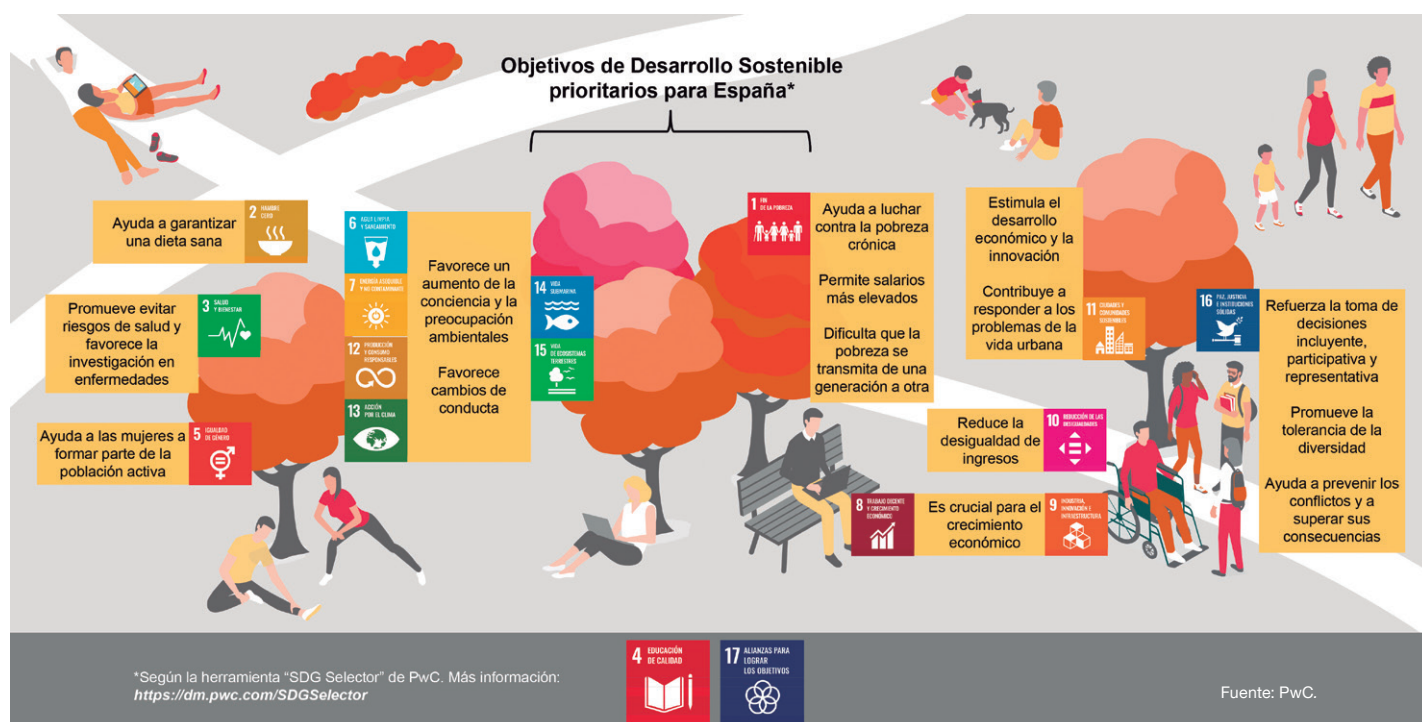 Objetivos de Desarrollo Sostenible
prioritarios para España*
Ayuda a garantizar
una dieta sana
2 HAMBRE
CERO
Promueve evitar
riesgos de salud y
favorece la
investigación en
enfermedades
3 SALUD
Y BIENESTAR
Ayuda a las mujeres a
formar parte de la
población activa
5 IGUALDAD
DE GÉNERO
6 AGUA LIMPIA
Y SANEAMIENTO
7 ENERGÍA ASEQUIBLE
Y NO CONTAMINANTE
12 PRODUCCIÓN
Y CONSUMO
RESPONSABLES
13 ACCIÓN
POR EL CLIMA
Favorece un
aumento de la
conciencia y la
preocupación
ambientales
Favorece
cambios de
conducta
14 VIDA
SUBMARINA
15 VIDA
DE ECOSISTEMAS
TERRESTRES
1 FIN
DE LA POBREZA
Ayuda a luchar
contra la pobreza
crónica
Permite salarios
más elevados
Dificulta que la
pobreza se
transmita de una
generación a otra
Estimula el
desarrollo
económico y la
innovación
Contribuye a
responder a los
problemas de la
vida urbana
11 CIUDADES Y
COMUNIDADES
SOSTENIBLES
Reduce la
desigualdad de
ingresos
10 REDUCCIÓN DE LAS
DESIGUALDADES
8 TRABAJO DECENTE
Y CRECIMIENTO
ECONÓMICO
Es crucial para el
crecimiento
económico
9 INDUSTRIA,
INNOVACIÓN E
INFRAESTRUCTURA
16 PAZ, JUSTICIA
E INSTITUCIONES
SÓLIDAS
Refuerza la toma de
decisiones
incluyente,
participativa y
representativa
Promueve la
tolerancia de la
diversidad
Ayuda a prevenir los
conflictos y a
superar sus
consecuencias
*Según la herramienta “SDG Selector” de PwC. Más información:
https://dm.pwc.com/SDGSelector
4 EDUCACIÓN
DE CALIDAD
17 ALIANZAS PARA
LOGRAR
LOS OBJETIVOS
Fuente: PwC.